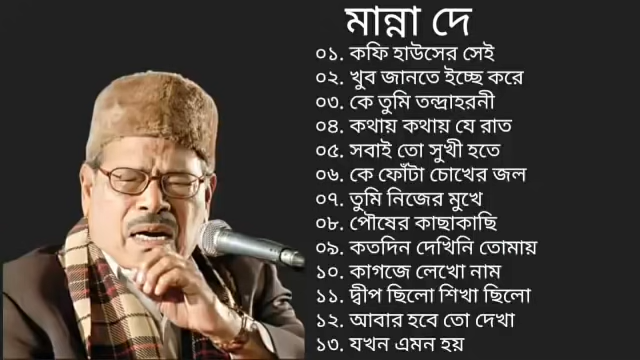 মান্না দে
০১. কফি হাউসের সেই
০২. খুব জানতে ইচ্ছে করে
০৩. কে তুমি তন্দ্রাহরনী
০৪. কথায় কথায় যে রাত
০৫. সবাই তো সুখী হতে
০৬. কে ফোঁটা চোখের জল
০৭. তুমি নিজের মুখে
০৮. পৌষের কাছাকাছি
০৯. কতদিন দেখিনি তোমায়
১০. কাগজে লেখো নাম
১১. দ্বীপ ছিলো শিখা ছিলো
১২. আবার হবে তো দেখা
১৩. যখন এমন হয়